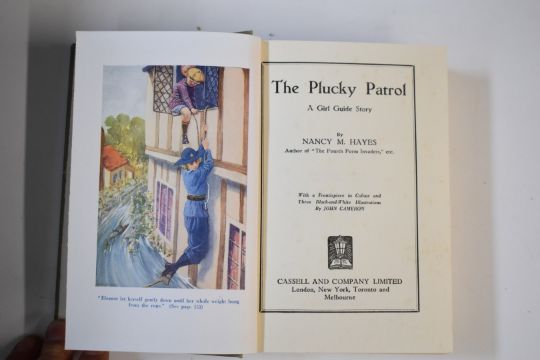 "Eleanor let herself gently down until her whole weight hung
from the rope." (See page 153)
The Plucky Patrol
A Girl Guide Story
By
NANCY M. HAYES
Author of "The Fourth Form Invaders," etc.
With a Frontispiece in Colour and
Three Black-and-White Illustrations
By JOHN CAMERON
CASSELL AND COMPANY LIMITED
London, New York, Toronto and
Melbourne